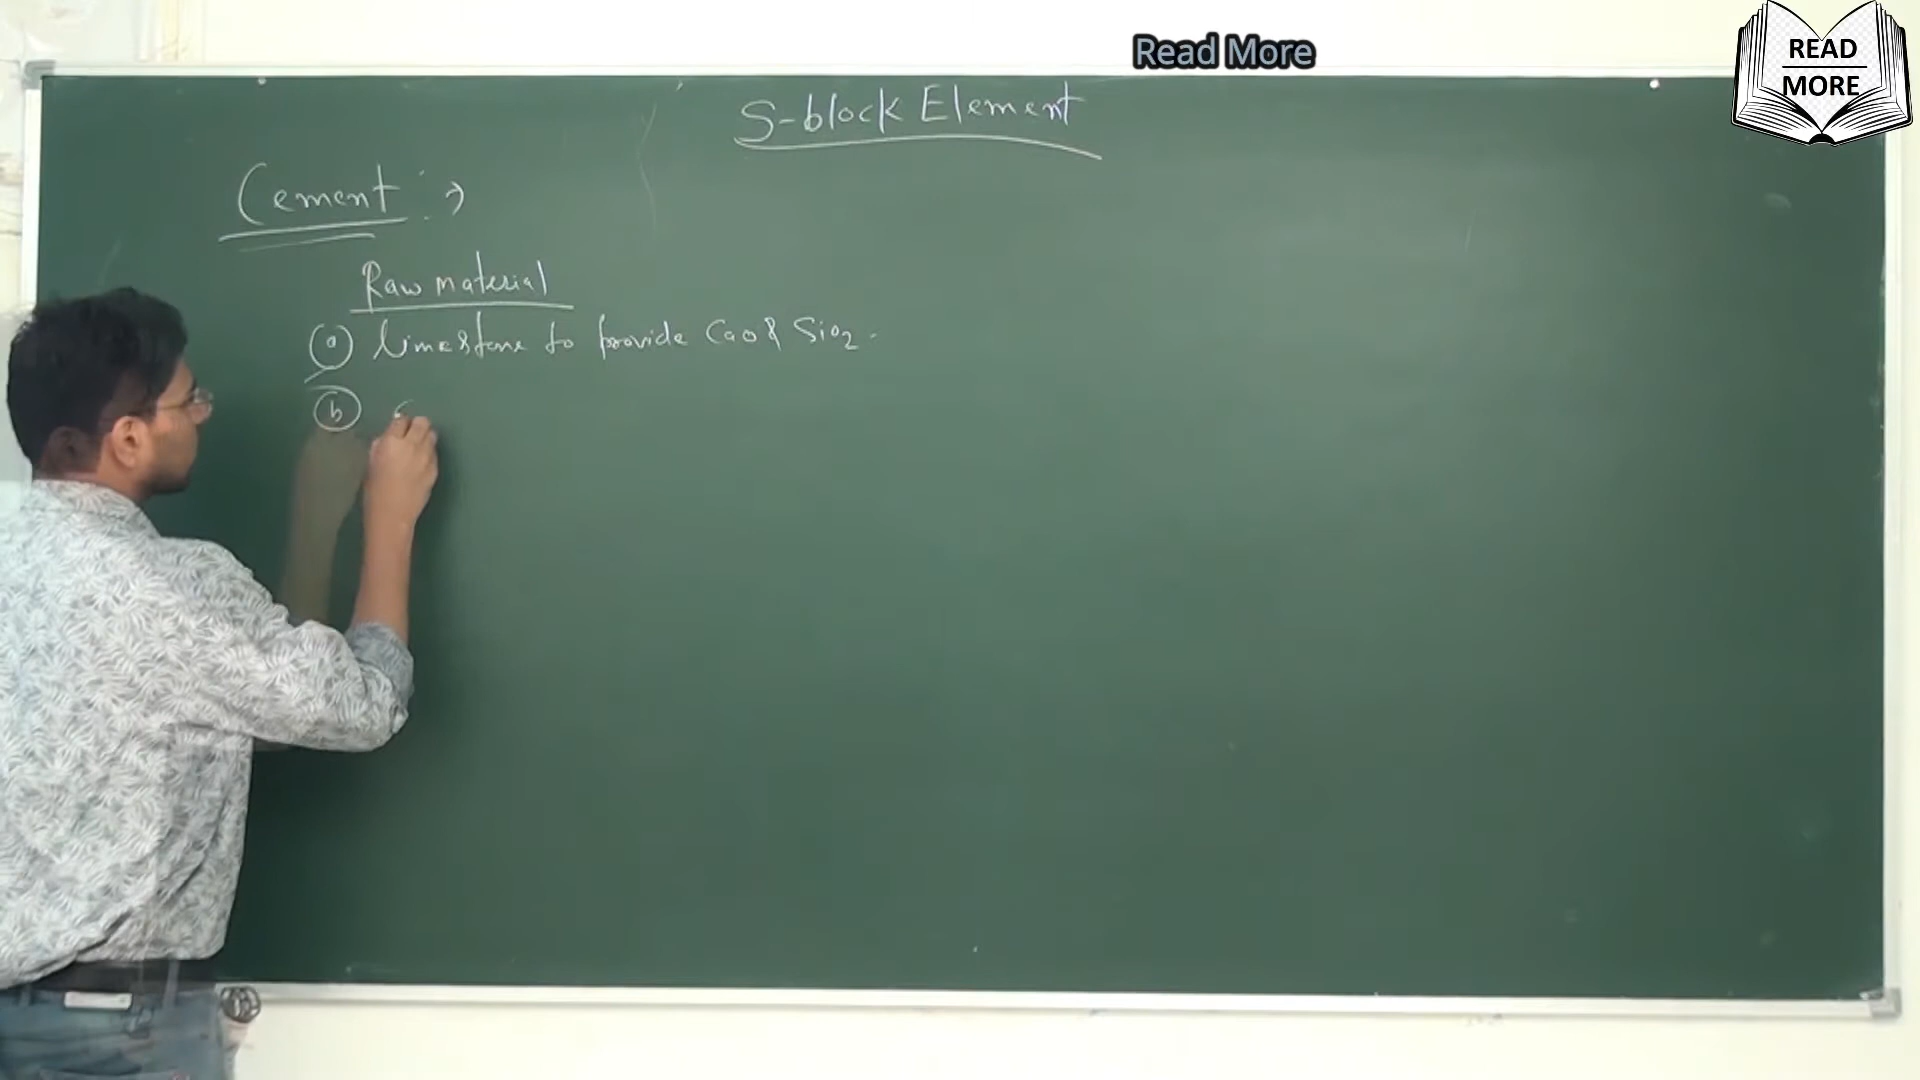 Read More
READ
MORE
S-block Element
Cement :→
Raw material
(a) limestone to provide CaO & SiO2.
(b)